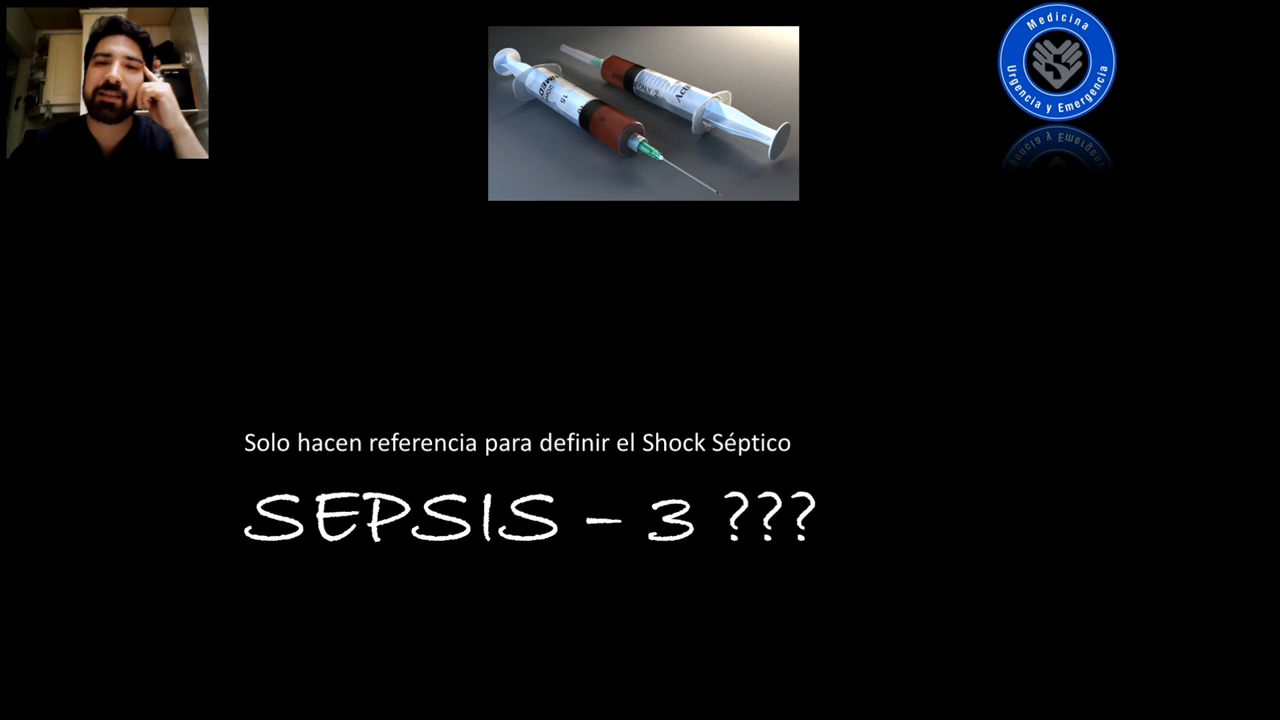 Medicina
Urgencia y Emergencia
Solo hacen referencia para definir el Shock Séptico
SEPSIS – 3 ???